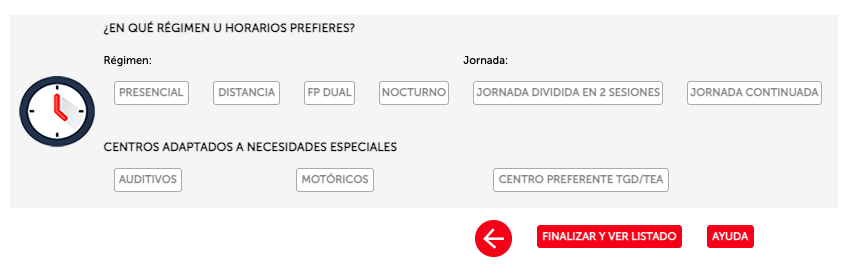 ¿EN QUÉ RÉGIMEN U HORARIOS PREFIERES?
Régimen: Jornada:
PRESENCIAL DISTANCIA FP DUAL NOCTURNO JORNADA DIVIDIDA EN 2 SESIONES JORNADA CONTINUADA
CENTROS ADAPTADOS A NECESIDADES ESPECIALES
AUDITIVOS MOTÓRICOS CENTRO PREFERENTE TGD/TEA
FINALIZAR Y VER LISTADO AYUDA